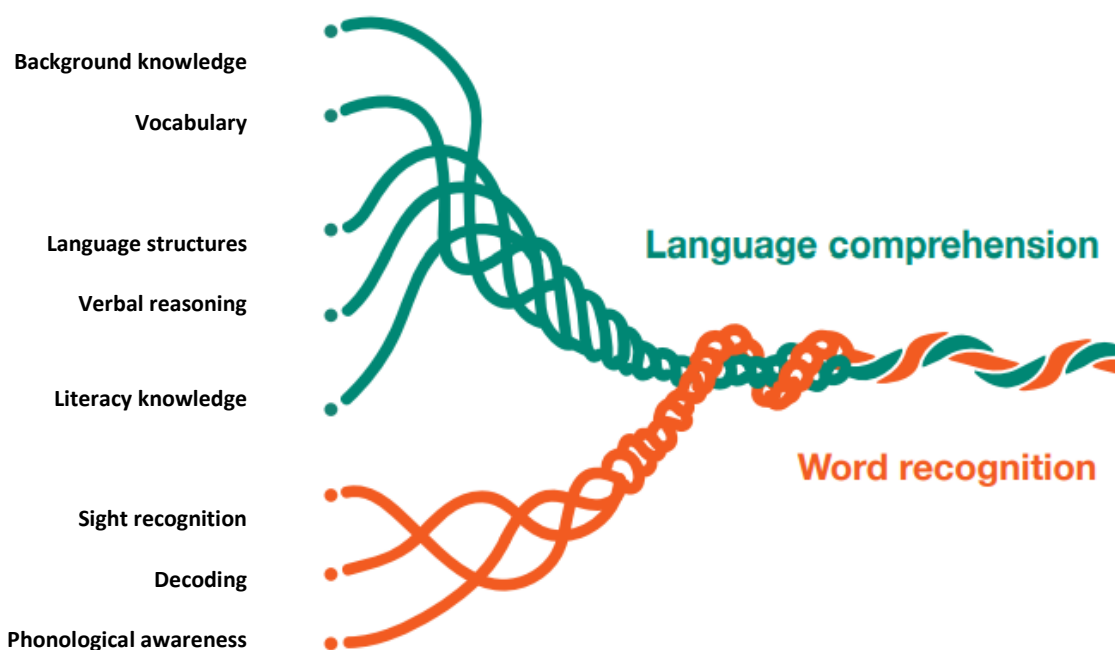 Background knowledge
Vocabulary
Language structures
Verbal reasoning
Literacy knowledge
Language comprehension
Word recognition
Sight recognition
Decoding
Phonological awareness